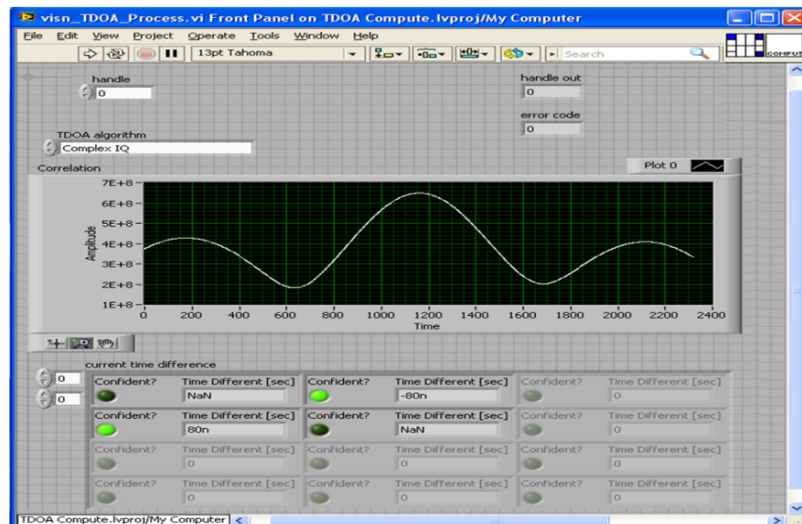 visn_TDOA_Process.vi Front Panel on TDOA Compute.lvproj/My Computer
File Edit View Project Operate Tools Window Help
13pt Tahoma Search COMPUT
handle handle out
0 0
error code
0
TDOA algorithm
Complex IQ
Correlation Plot 0
7E+8
6E+8
5E+8
4E+8
3E+8
2E+8
1E+8
Amplitude
0 200 400 600 800 1000 1200 1400 1600 1800 2000 2200 2400
Time
current time difference
0 Confident? Time Different [sec] Confident? Time Different [sec] Confident? Time Different [sec]
0 NaN -80n 0
Confident? Time Different [sec] Confident? Time Different [sec] Confident? Time Different [sec]
80n NaN 0
Confident? Time Different [sec] Confident? Time Different [sec] Confident? Time Different [sec]
0 0 0
Confident? Time Different [sec] Confident? Time Different [sec] Confident? Time Different [sec]
0 0 0
TDOA Compute.lvproj/My Computer